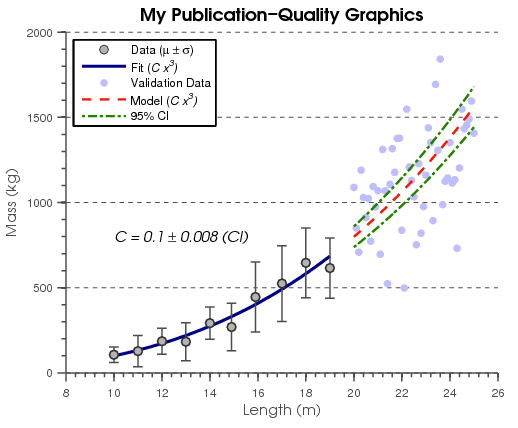 My Publication–Quality Graphics
2000
Data (μ ± σ)
Fit (C x³)
Validation Data
Model (C x³)
95% CI
1500
1000
C = 0.1 ± 0.008 (CI)
500
0
Mass (kg)
8 10 12 14 16 18 20 22 24 26
Length (m)